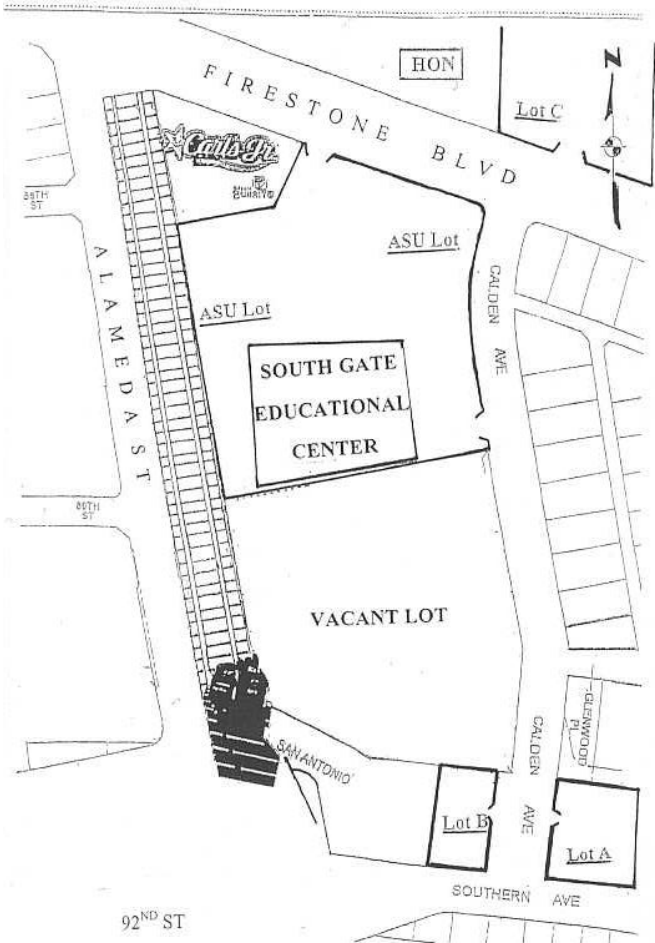 HON
N
Lot C
FIRESTONE BLVD
Carl's Jr.
ASU Lot
ALAMEDA ST
CALDEN
AVE
ASU Lot
SOUTH GATE
EDUCATIONAL
CENTER
VACANT LOT
SAN ANTONIO
CALDEN
AVE
GLENWOOD
PL
Lot B
Lot A
SOUTHERN AVE
92ND ST